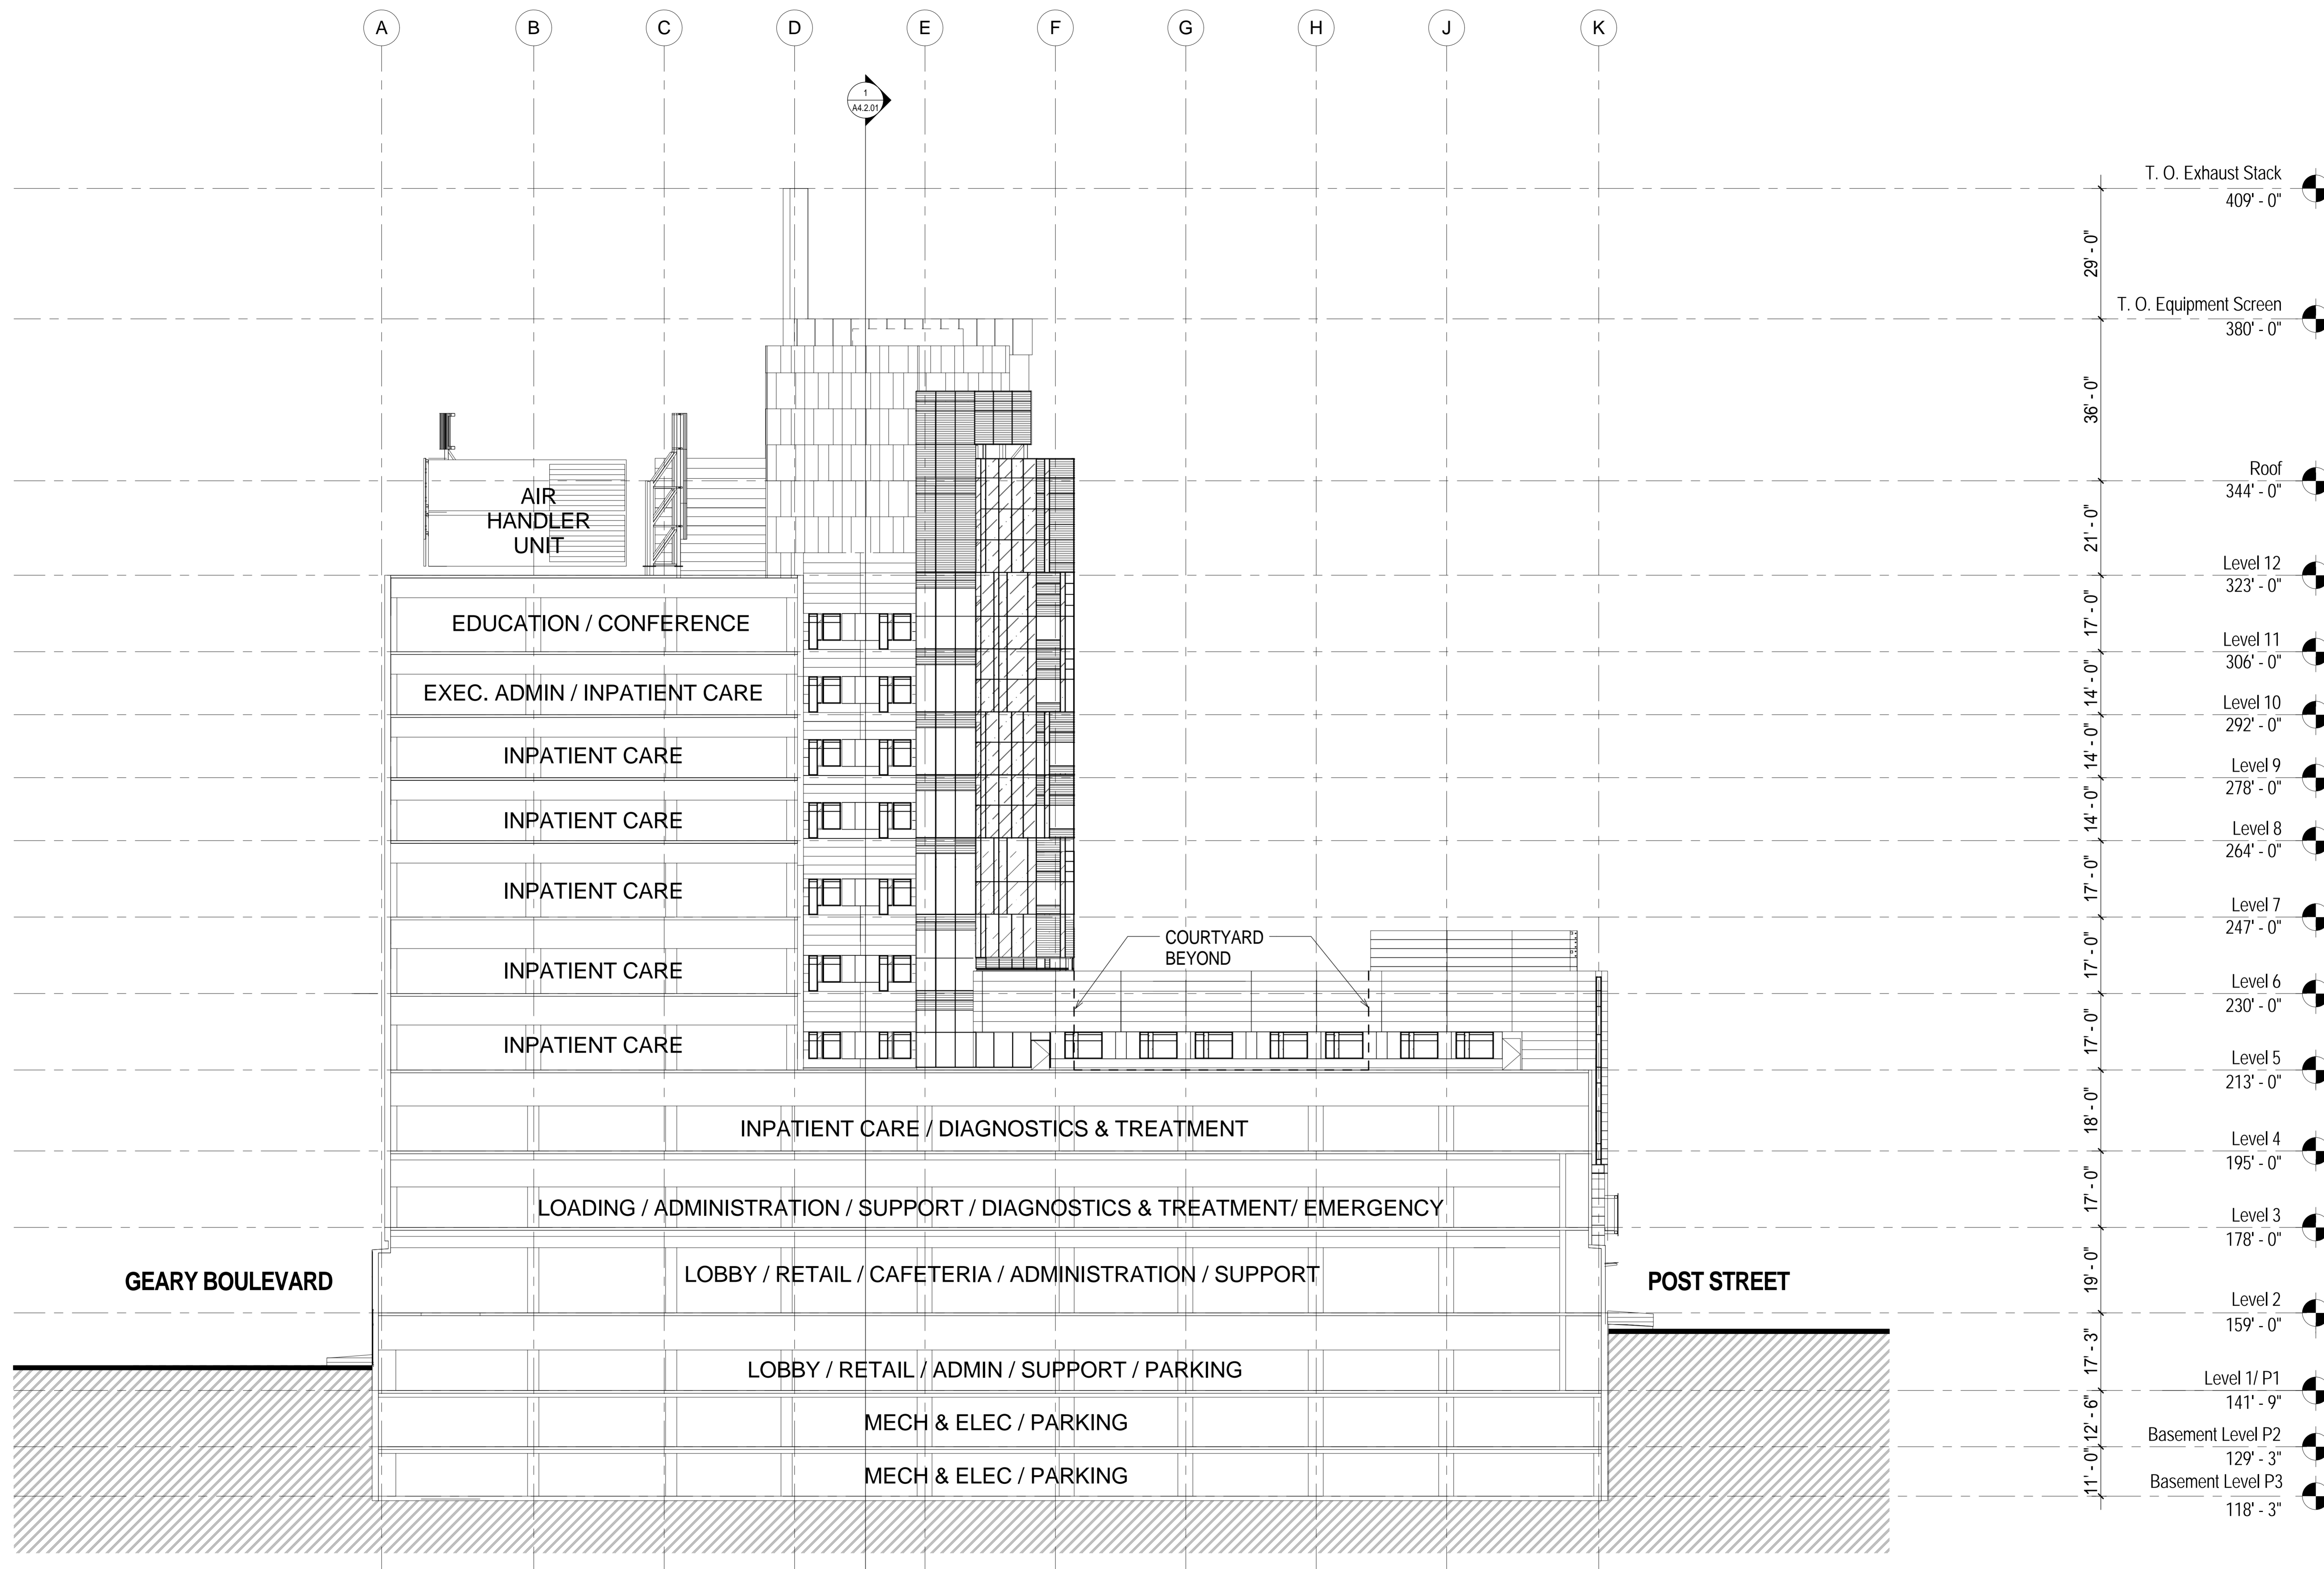 A B C D E F G H J K
1
A4.2.01
T. O. Exhaust Stack
409' - 0"
29' - 0"
T. O. Equipment Screen
380' - 0"
36' - 0"
Roof
344' - 0"
AIR
HANDLER
UNIT
21' - 0"
Level 12
323' - 0"
EDUCATION / CONFERENCE
17' - 0"
Level 11
306' - 0"
EXEC. ADMIN / INPATIENT CARE
14' - 0"
Level 10
292' - 0"
INPATIENT CARE
14' - 0"
Level 9
278' - 0"
INPATIENT CARE
14' - 0"
Level 8
264' - 0"
INPATIENT CARE
17' - 0"
Level 7
247' - 0"
COURTYARD
BEYOND
INPATIENT CARE
17' - 0"
Level 6
230' - 0"
INPATIENT CARE
17' - 0"
Level 5
213' - 0"
INPATIENT CARE / DIAGNOSTICS & TREATMENT
18' - 0"
Level 4
195' - 0"
LOADING / ADMINISTRATION / SUPPORT / DIAGNOSTICS & TREATMENT/ EMERGENCY
17' - 0"
Level 3
178' - 0"
LOBBY / RETAIL / CAFETERIA / ADMINISTRATION / SUPPORT
GEARY BOULEVARD
POST STREET
19' - 0"
Level 2
159' - 0"
LOBBY / RETAIL / ADMIN / SUPPORT / PARKING
17' - 3"
Level 1/ P1
141' - 9"
MECH & ELEC / PARKING
12' - 6"
Basement Level P2
129' - 3"
MECH & ELEC / PARKING
11' - 0"
Basement Level P3
118' - 3"